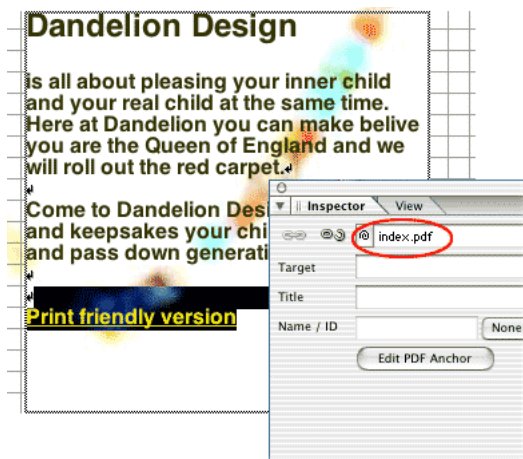 Dandelion Design
is all about pleasing your inner child
and your real child at the same time.
Here at Dandelion you can make belive
you are the Queen of England and we
will roll out the red carpet.
Come to Dandelion Desi
and keepsakes your chi
and pass down generati
Print friendly version
Inspector View
index.pdf
Target
Title
Name / ID None
Edit PDF Anchor